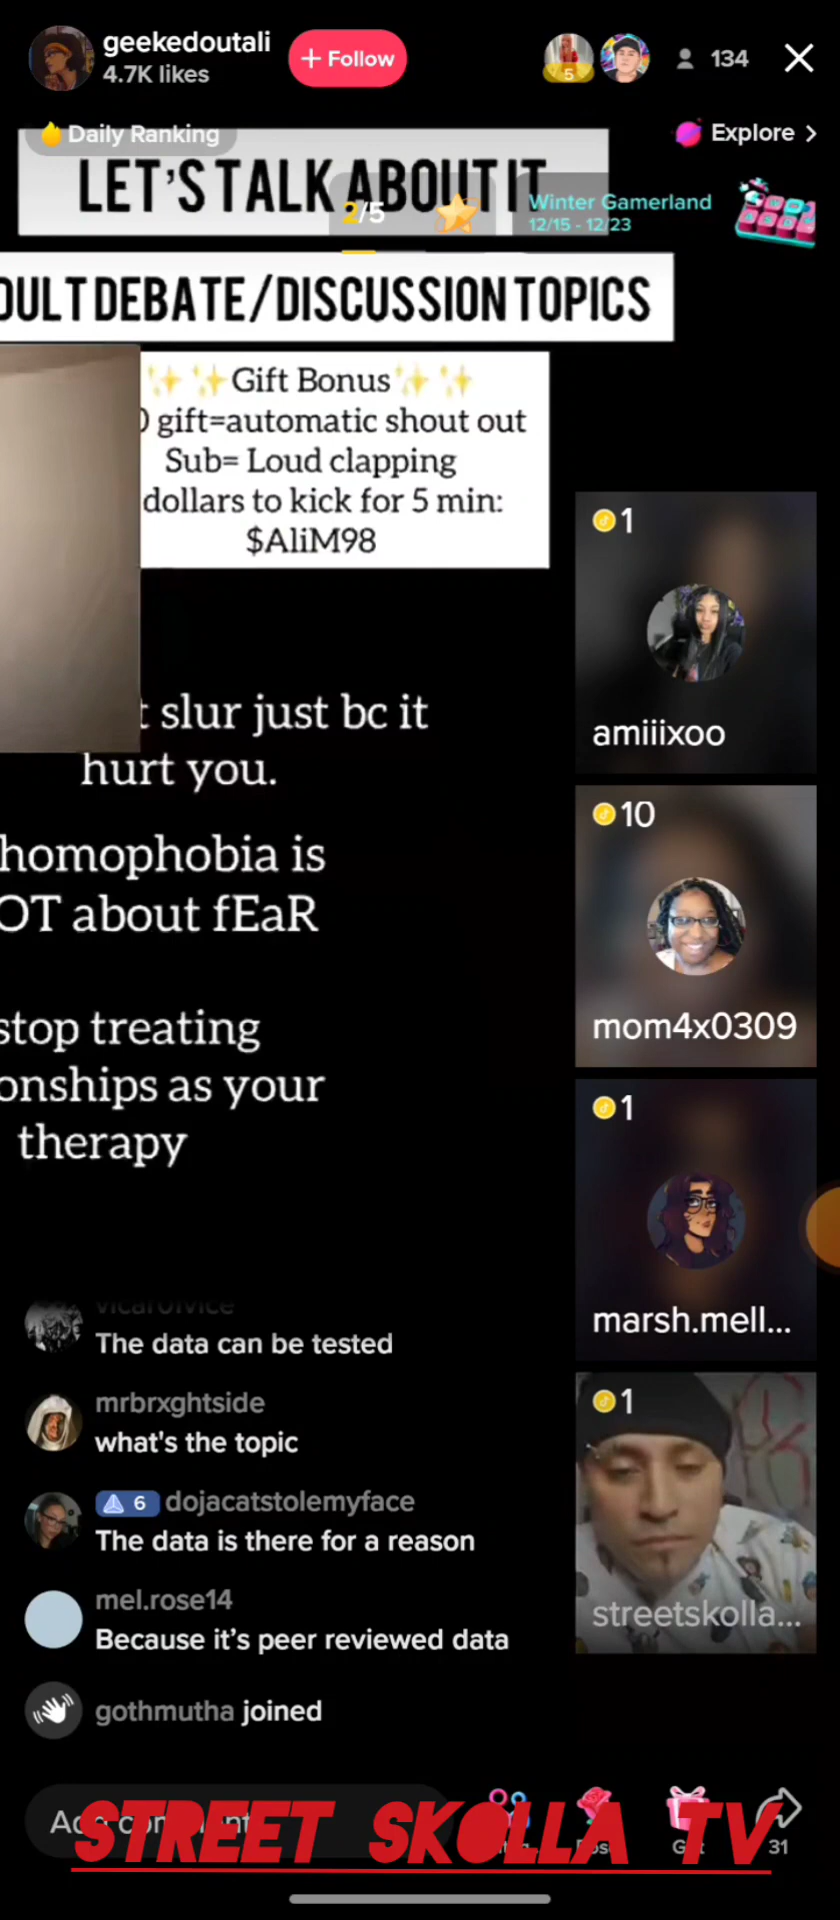 geekedoutali
4.7K likes
+ Follow
5
134
Daily Ranking
Explore >
LET'S TALK ABOUT IT
2/5
Winter Gamerland
12/15 - 12/23
DULT DEBATE/DISCUSSION TOPICS
✨ ✨ Gift Bonus ✨ ✨
gift=automatic shout out
Sub= Loud clapping
dollars to kick for 5 min:
$AliM98
1
amiiixoo
t slur just bc it
hurt you.
10
homophobia is
OT about fEaR
mom4x0309
stop treating
onships as your
therapy
1
marsh.mell...
The data can be tested
1
mrbrxghtside
what's the topic
6 dojacatstolemyface
The data is there for a reason
mel.rose14
Because it's peer reviewed data
streetskolla...
gothmutha joined
STREET SKOLLA TV
31